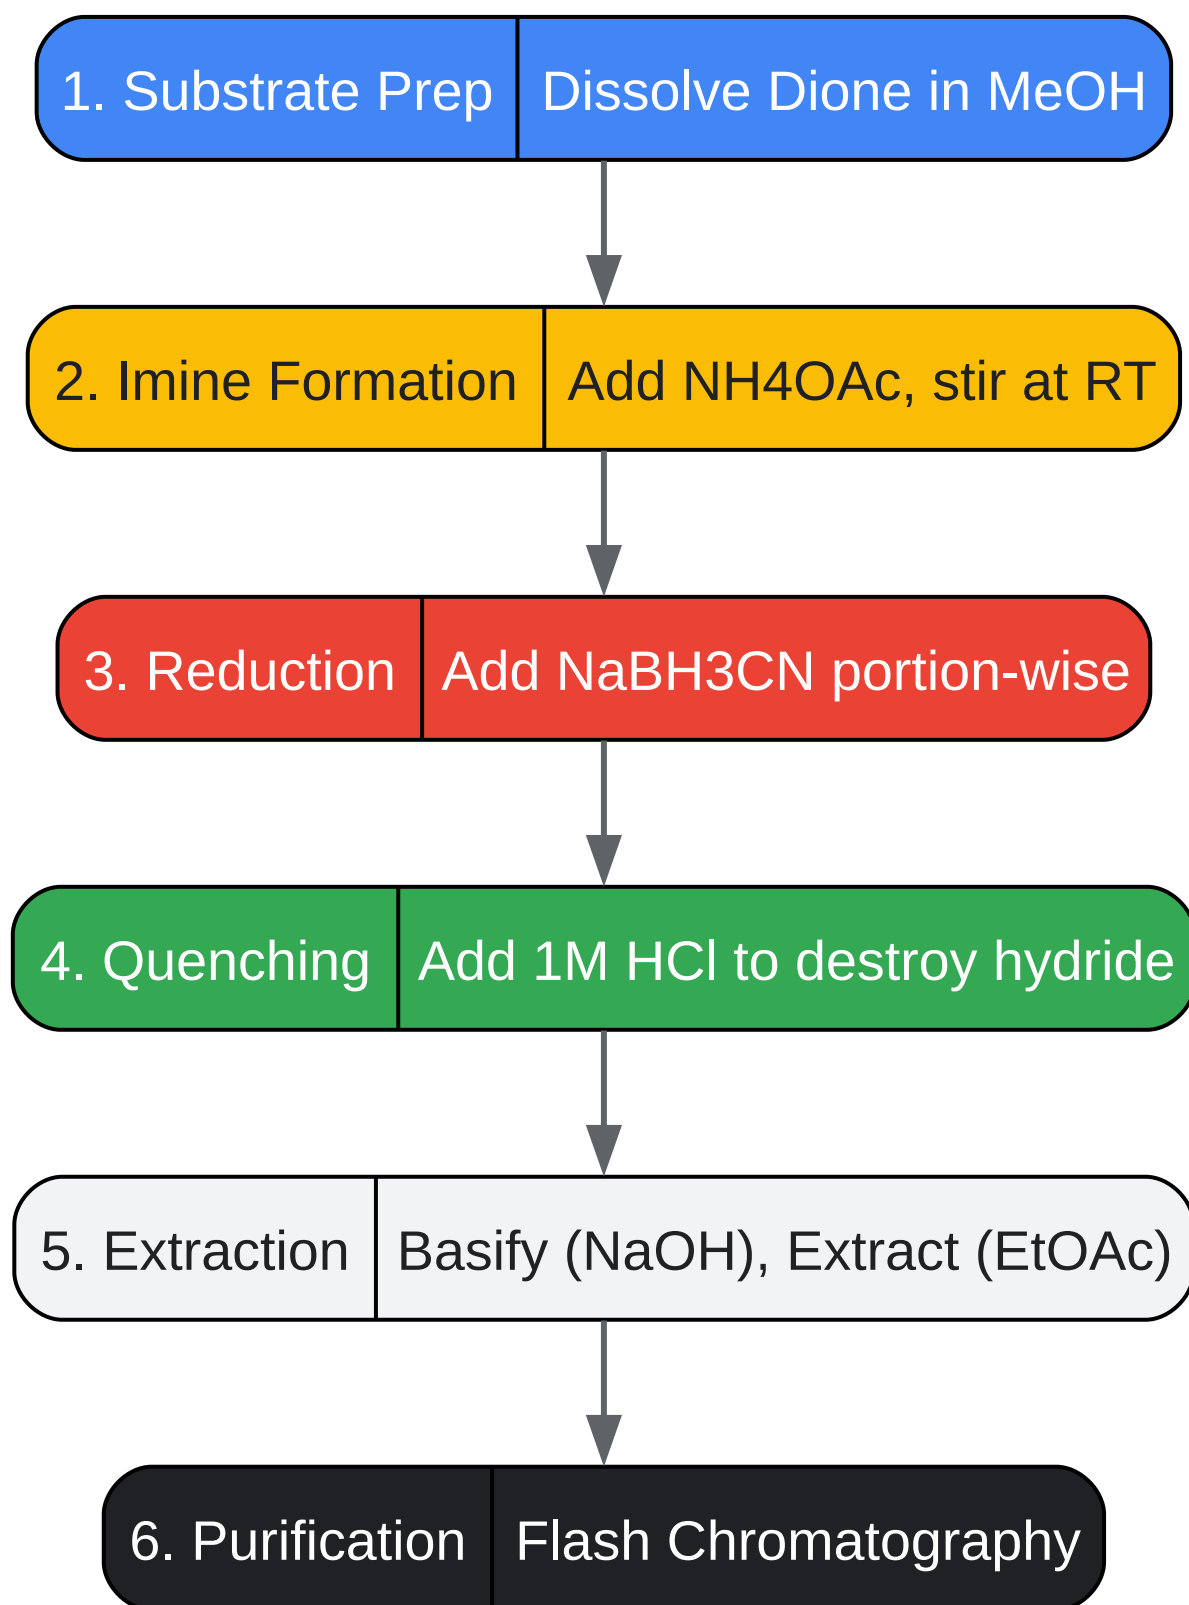 1. Substrate Prep Dissolve Dione in MeOH
2. Imine Formation Add NH4OAc, stir at RT
3. Reduction Add NaBH3CN portion-wise
4. Quenching Add 1M HCl to destroy hydride
5. Extraction Basify (NaOH), Extract (EtOAc)
6. Purification Flash Chromatography